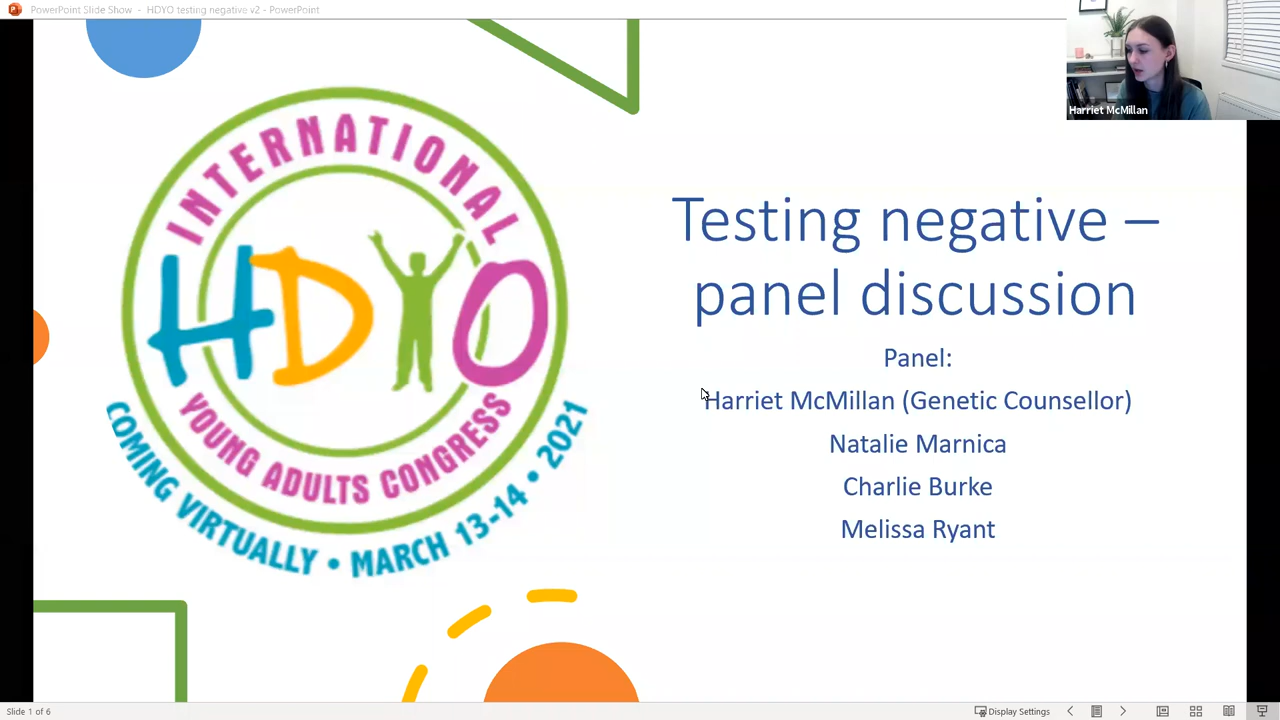 PowerPoint Slide Show - HDYO testing negative v2 - PowerPoint
Harriet McMillan
INTERNATIONAL
HDYO
YOUNG ADULTS CONGRESS
COMING VIRTUALLY • MARCH 13-14 • 2021
Testing negative –
panel discussion
Panel:
Harriet McMillan (Genetic Counsellor)
Natalie Marnica
Charlie Burke
Melissa Ryant
Slide 1 of 6
Display Settings